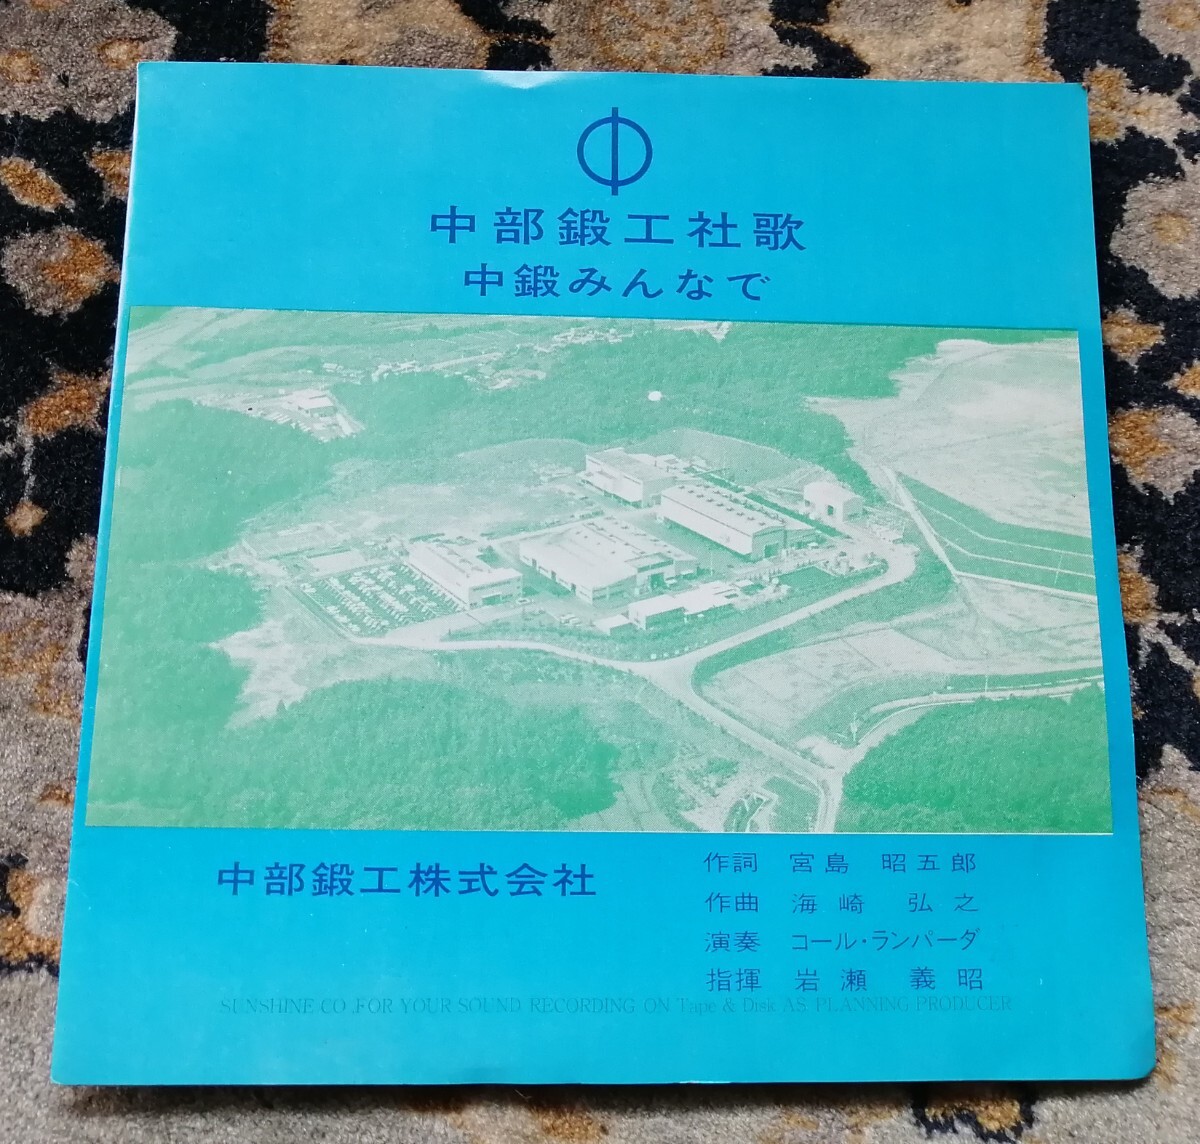 中部鍛工社歌
中鍛みんなで
中部鍛工株式会社
作詞 宮島 昭五郎
作曲 海崎 弘之
演奏 コール・ランパーダ
指揮 岩瀬 義昭
SUNSHINE CO .FOR YOUR SOUND RECORDING ON Tape & Disk AS PLANNING PRODUCER